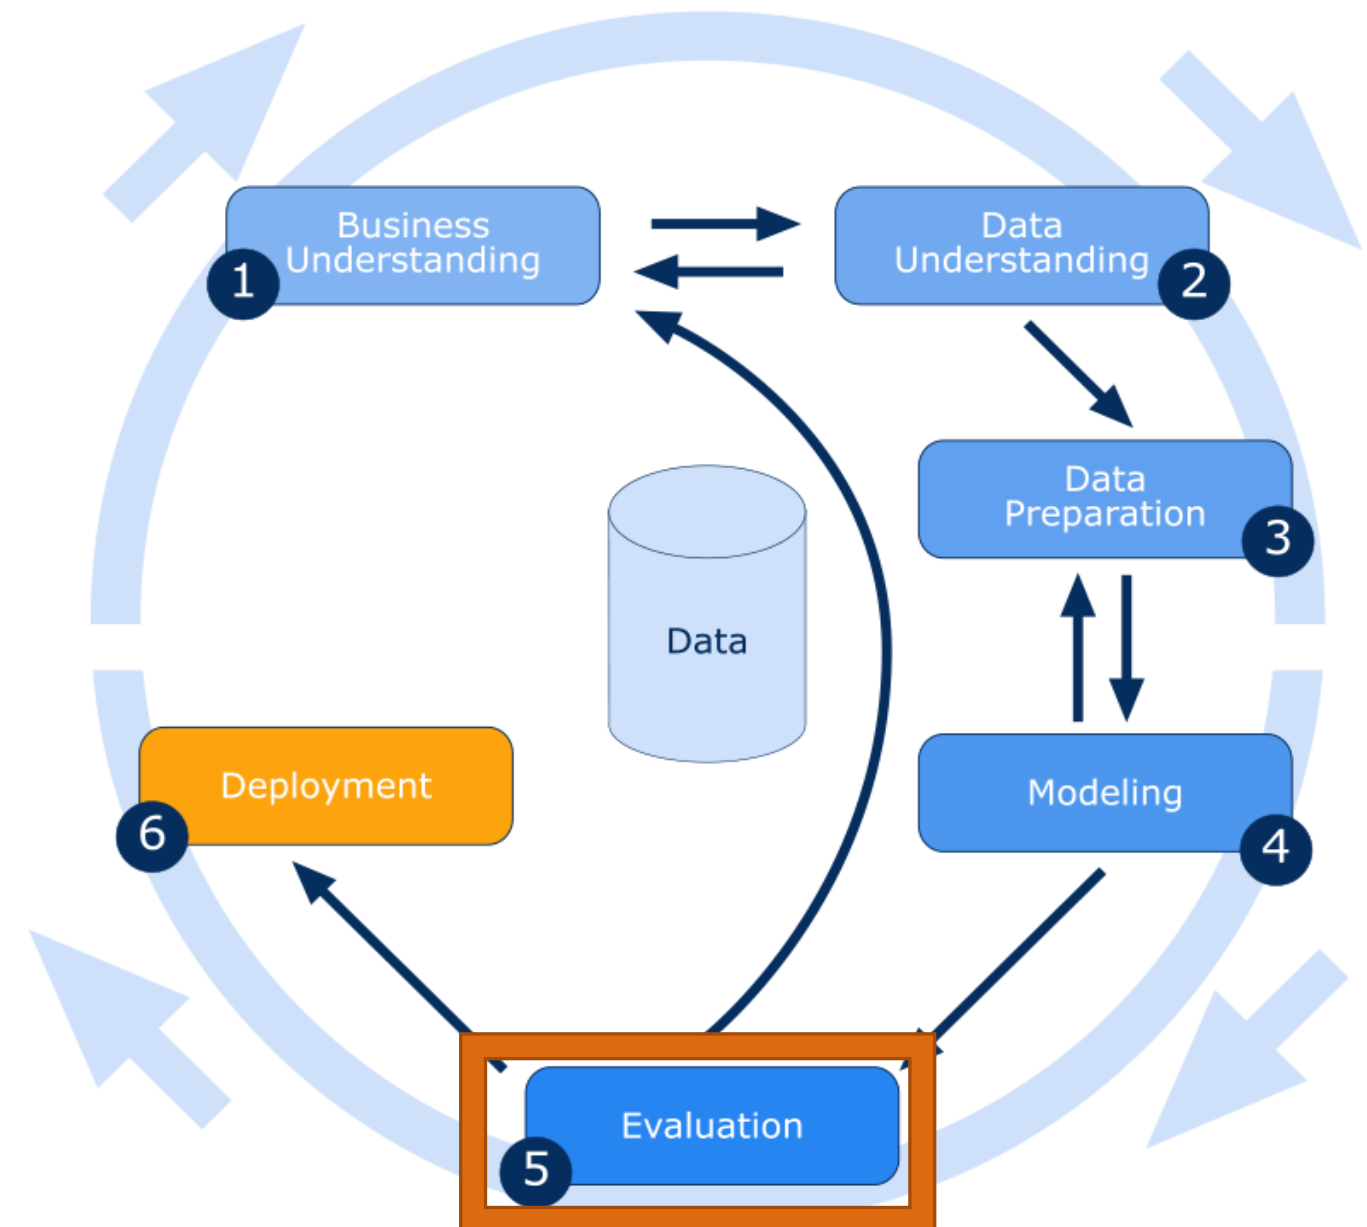 Business
Understanding
1
Data
Understanding
2
Data
Preparation
3
Data
Deployment
6
Modeling
4
Evaluation
5